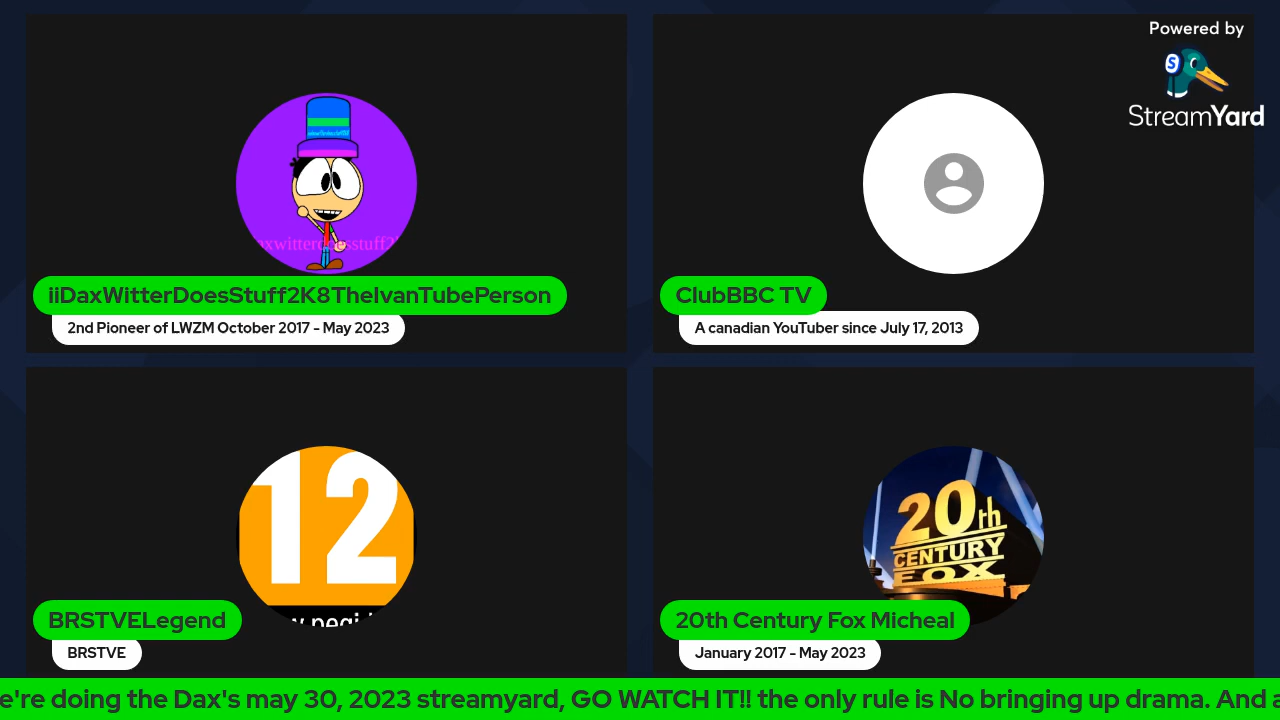 Powered by
StreamYard
iiDaxWitterDoesStuff2K8TheIvanTubePerson
2nd Pioneer of LWZM October 2017 - May 2023
ClubBBC TV
A canadian YouTuber since July 17, 2013
12
BRSTVELegend
BRSTVE
20th
CENTURY
FOX
20th Century Fox Micheal
January 2017 - May 2023
e're doing the Dax's may 30, 2023 streamyard, GO WATCH IT!! the only rule is No bringing up drama. And a